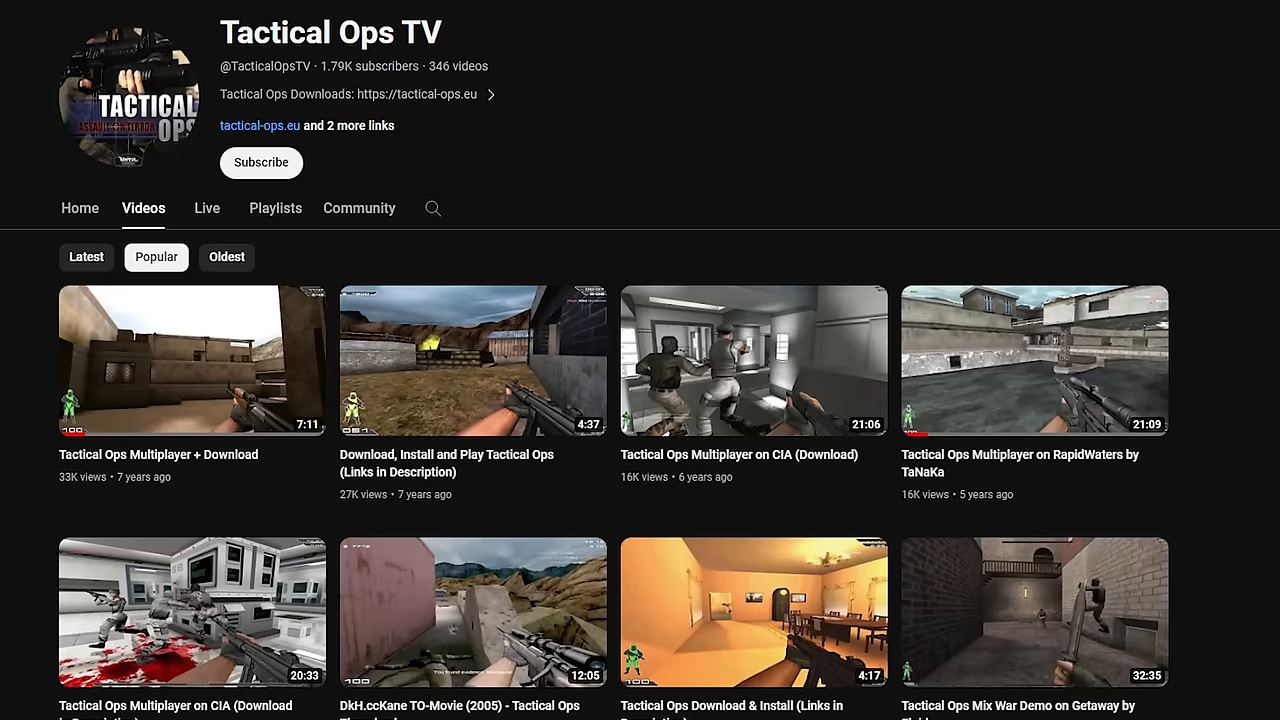 Tactical Ops TV
@TacticalOpsTV · 1.79K subscribers · 346 videos
Tactical Ops Downloads: https://tactical-ops.eu
tactical-ops.eu and 2 more links
Subscribe
TACTICAL
ASSAULT ON TERROR
OPS
Home Videos Live Playlists Community
Latest Popular Oldest
7:11
4:37
21:06
21:09
Tactical Ops Multiplayer + Download
33K views • 7 years ago
Download, Install and Play Tactical Ops
(Links in Description)
27K views • 7 years ago
Tactical Ops Multiplayer on CIA (Download)
16K views • 6 years ago
Tactical Ops Multiplayer on RapidWaters by
TaNaKa
16K views • 5 years ago
20:33
12:05
4:17
32:35
Tactical Ops Multiplayer on CIA (Download
DkH.ccKane TO-Movie (2005) - Tactical Ops
Tactical Ops Download & Install (Links in
Tactical Ops Mix War Demo on Getaway by